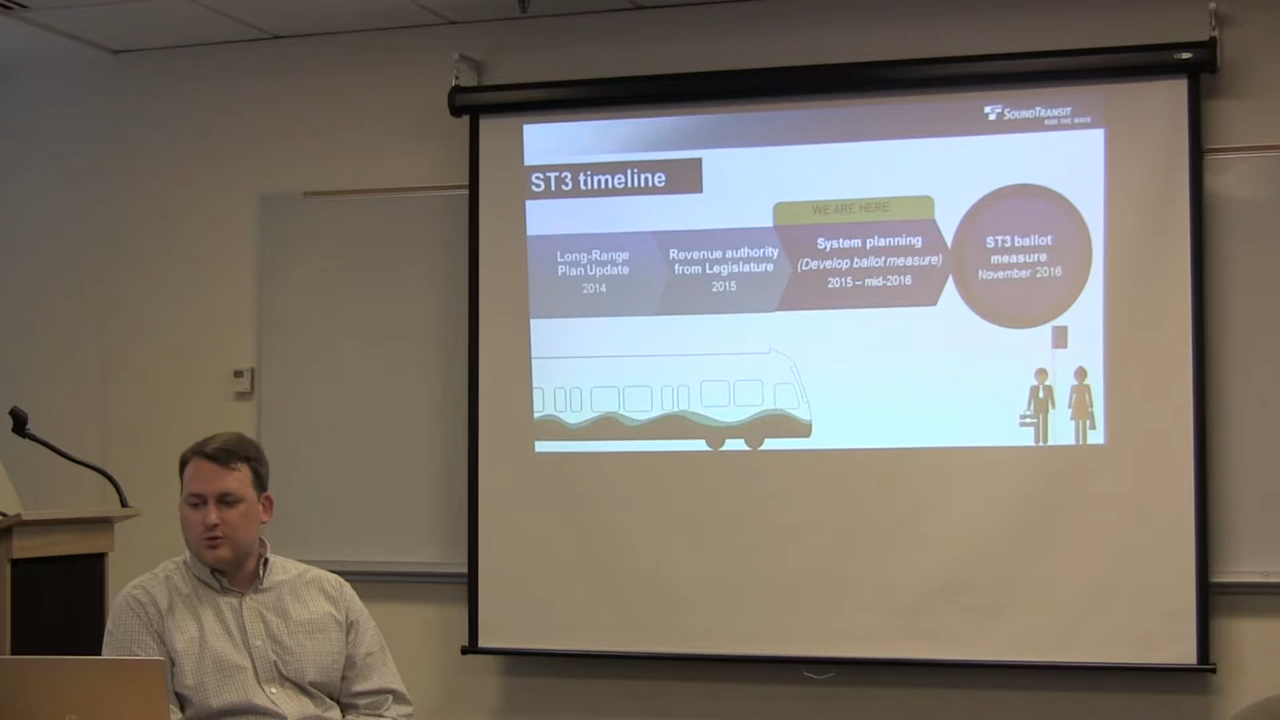 SOUNDTRANSIT
RIDE THE WAVE
ST3 timeline
WE ARE HERE
Long-Range
Plan Update
2014
Revenue authority
from Legislature
2015
System planning
(Develop ballot measure)
2015 – mid-2016
ST3 ballot
measure
November 2016